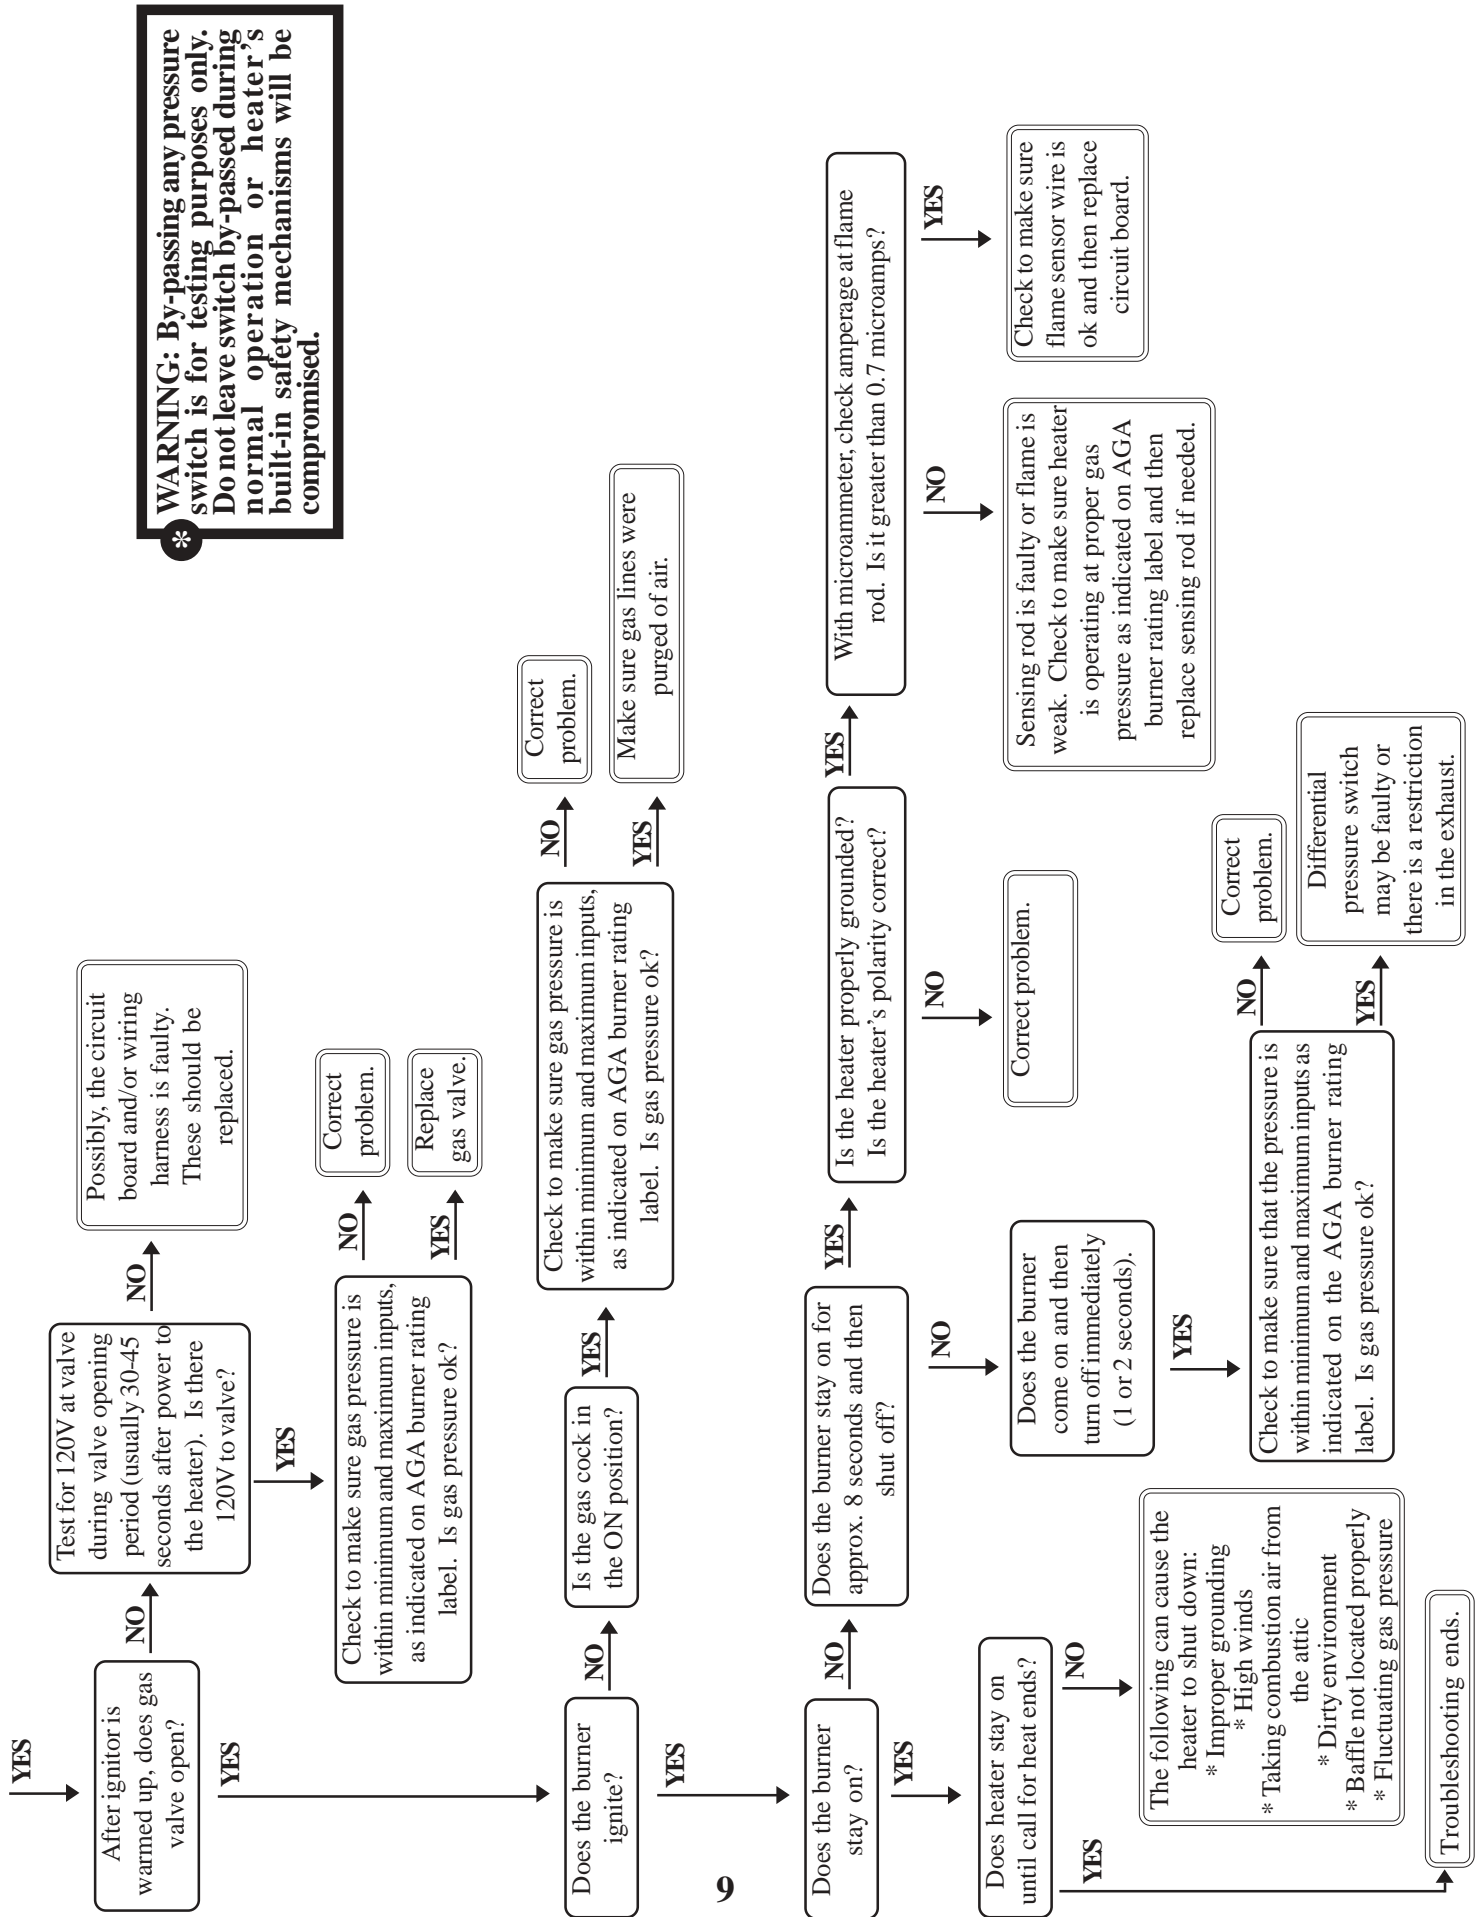 YES
After ignitor is
warmed up, does gas
valve open?
NO
Test for 120V at valve
during valve opening
period (usually 30-45
seconds after power to
the heater).  Is there
120V to valve?
NO
Possibly, the circuit
board and/or wiring
harness is faulty.
These should be
replaced.
YES
Check to make sure gas pressure is
within minimum and maximum inputs,
as indicated on AGA burner rating
label.  Is gas pressure ok?
NO
Correct
problem.
YES
Replace
gas valve.
* WARNING: By-passing any pressure
switch is for testing purposes only.
Do not leave switch by-passed during
normal operation or heater's
built-in safety mechanisms will be
compromised.
YES
Does the burner
ignite?
NO
Is the gas cock in
the ON position?
YES
Check to make sure gas pressure is
within minimum and maximum inputs,
as indicated on AGA burner rating
label.  Is gas pressure ok?
NO
Correct
problem.
YES
Make sure gas lines were
purged of air.
YES
Does the burner
stay on?
NO
Does the burner stay on for
approx. 8 seconds and then
shut off?
YES
Is the heater properly grounded?
Is the heater's polarity correct?
YES
With microammeter, check amperage at flame
rod.  Is it greater than 0.7 microamps?
YES
Check to make sure
flame sensor wire is
ok and then replace
circuit board.
NO
Sensing rod is faulty or flame is
weak.  Check to make sure heater
is operating at proper gas
pressure as indicated on AGA
burner rating label and then
replace sensing rod if needed.
NO
Correct problem.
NO
Does the burner
come on and then
turn off immediately
(1 or 2 seconds).
YES
Check to make sure that the pressure is
within minimum and maximum inputs as
indicated on the AGA burner rating
label.  Is gas pressure ok?
NO
Correct
problem.
YES
Differential
pressure switch
may be faulty or
there is a restriction
in the exhaust.
YES
Does heater stay on
until call for heat ends?
NO
The following can cause the
heater to shut down:
* Improper grounding
* High winds
* Taking combustion air from
the attic
* Dirty environment
* Baffle not located properly
* Fluctuating gas pressure
YES
Troubleshooting ends.
9